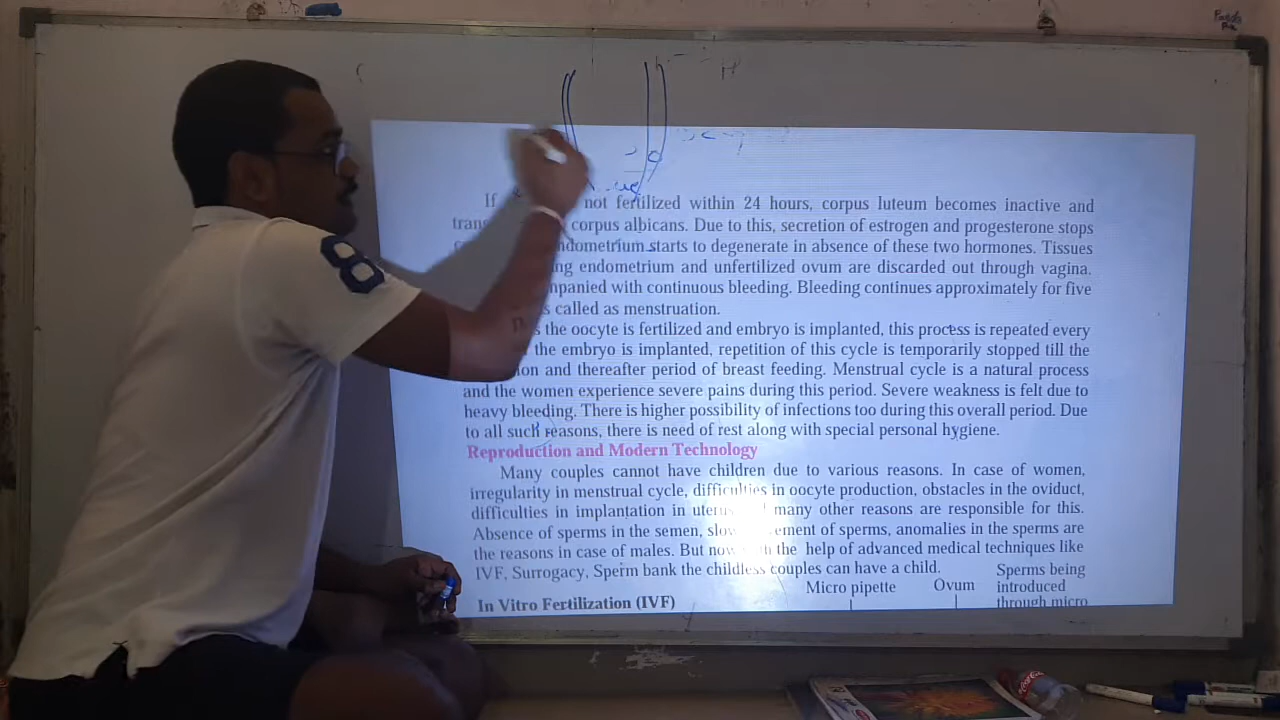 If not fertilized within 24 hours, corpus luteum becomes inactive and
corpus albicans. Due to this, secretion of estrogen and progesterone stops
starts to degenerate in absence of these two hormones. Tissues
endometrium and unfertilized ovum are discarded out through vagina.
with continuous bleeding. Bleeding continues approximately for five
called as menstruation.
the oocyte is fertilized and embryo is implanted, this process is repeated every
the embryo is implanted, repetition of this cycle is temporarily stopped till the
and thereafter period of breast feeding. Menstrual cycle is a natural process
and the women experience severe pains during this period. Severe weakness is felt due to
heavy bleeding. There is higher possibility of infections too during this overall period. Due
to all such reasons, there is need of rest along with special personal hygiene.
Reproduction and Modern Technology
Many couples cannot have children due to various reasons. In case of women,
irregularity in menstrual cycle, difficulties in oocyte production, obstacles in the oviduct,
difficulties in implantation in many other reasons are responsible for this.
Absence of sperms in the semen, of sperms, anomalies in the sperms are
the reasons in case of males. But the help of advanced medical techniques like
IVF, Surrogacy, Sperm bank the childless couples can have a child.
Sperms being
introduced
through micro
Micro pipette Ovum
In Vitro Fertilization (IVF)
8